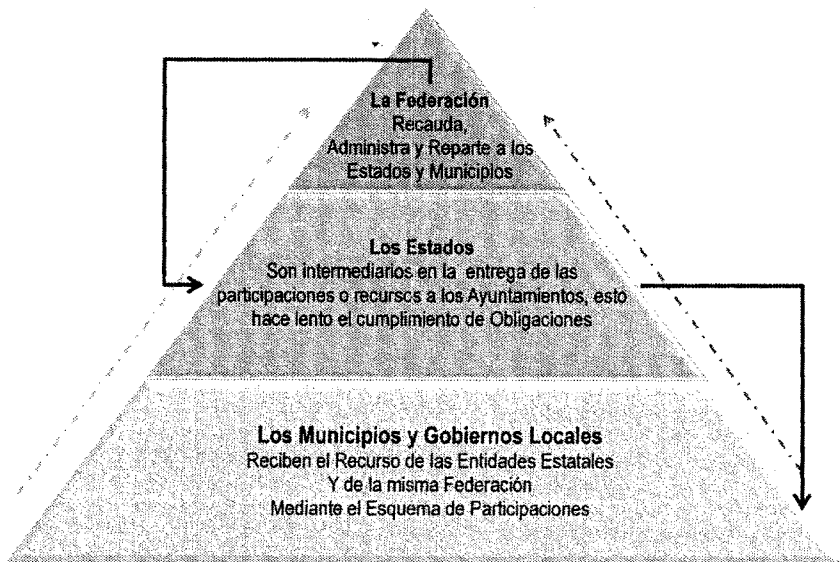 La Federación
Recauda,
Administra y Reparte a los
Estados y Municipios
Los Estados
Son intermediarios en la entrega de las
participaciones o recursos a los Ayuntamientos, esto
hace lento el cumplimiento de Obligaciones
Los Municipios y Gobiernos Locales
Reciben el Recurso de las Entidades Estatales
Y de la misma Federación
Mediante el Esquema de Participaciones